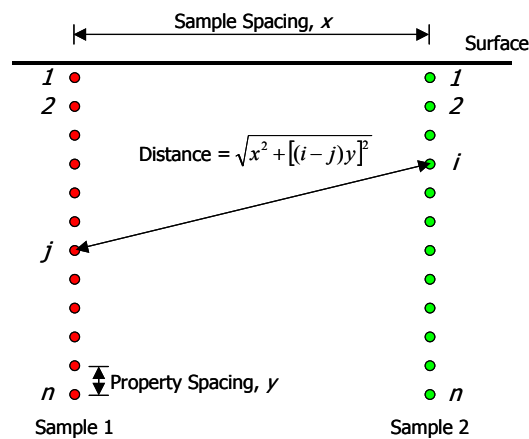 Sample Spacing, x
Surface
1 1
2 2
Distance = √x² + [(i – j)y]²
i
j
Property Spacing, y
n n
Sample 1 Sample 2